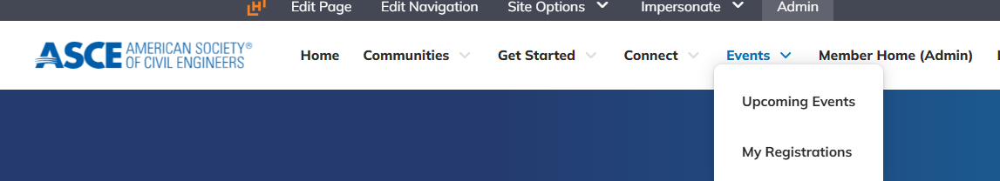 Edit Page Edit Navigation Site Options Impersonate Admin
ASCE AMERICAN SOCIETY®
OF CIVIL ENGINEERS
Home Communities Get Started Connect Events Member Home (Admin)
Upcoming Events
My Registrations